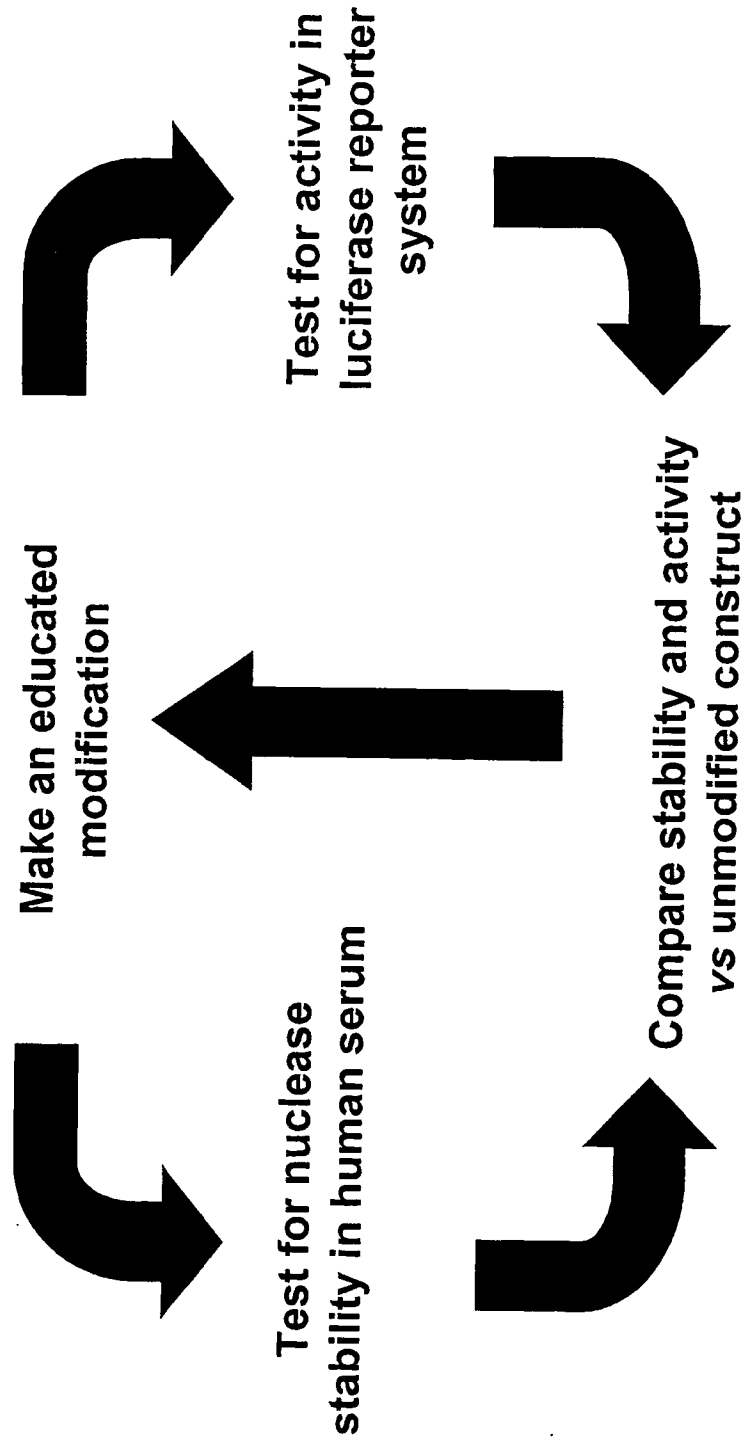 Make an educated
modification
Test for nuclease
stability in human serum
Test for activity in
luciferase reporter
system
Compare stability and activity
vs unmodified construct